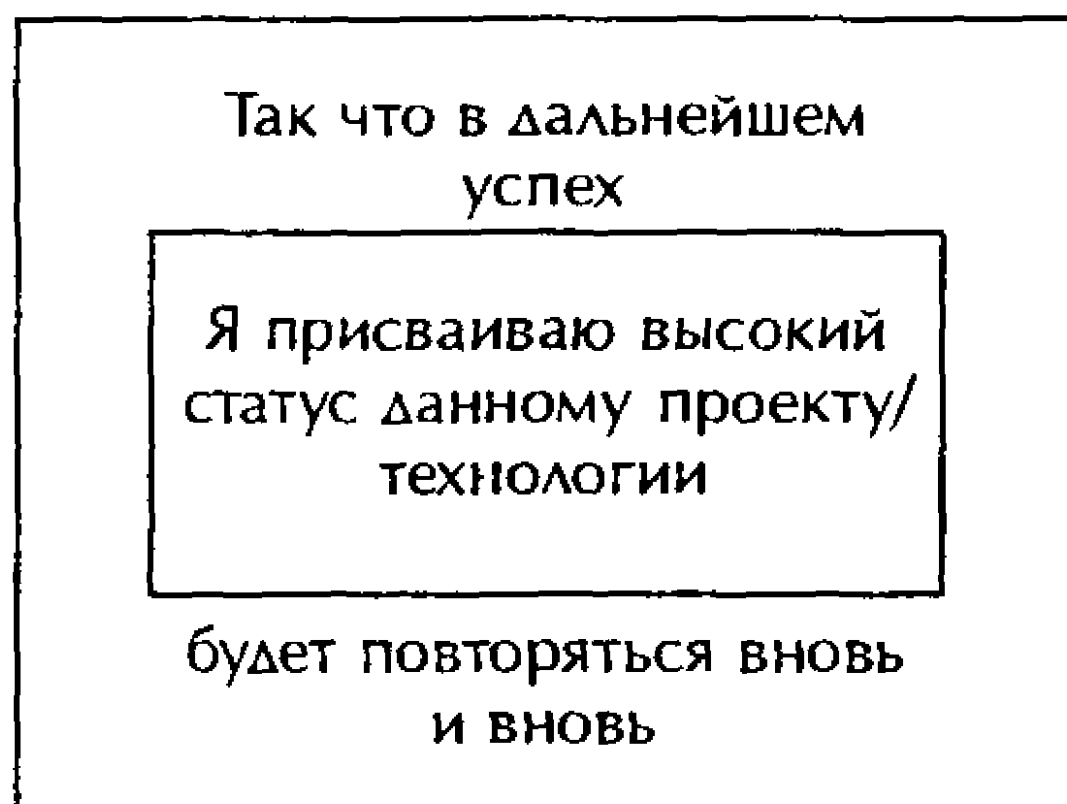 Так что в дальнейшем
успех
Я присваиваю высокий
статус данному проекту/
технологии
будет повторяться вновь
и вновь